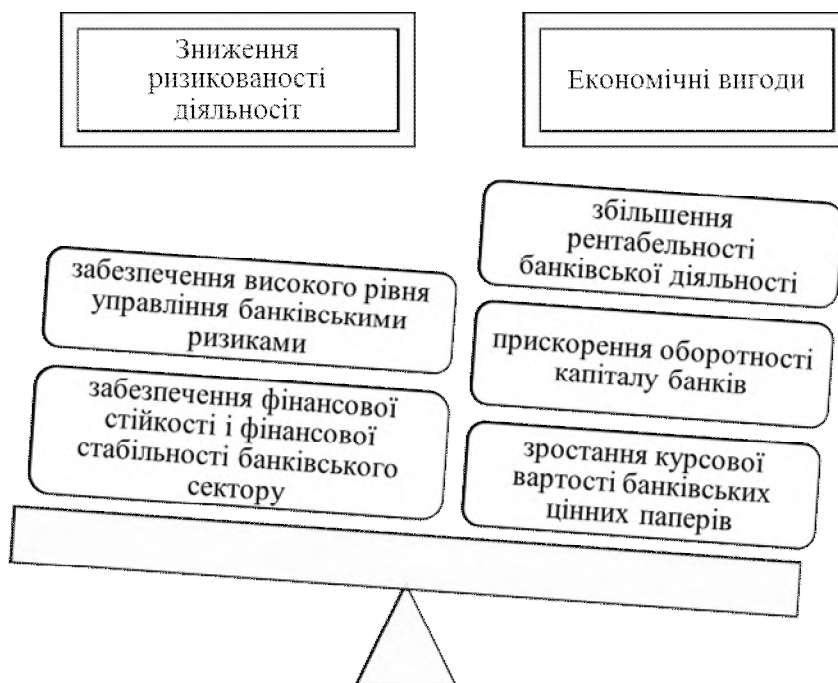 Зниження
ризикованості
діяльносіт
Економічні вигоди
забезпечення високого рівня
управління банківськими
ризиками
забезпечення фінансової
стійкості і фінансової
стабільності банківського
сектору
збільшення
рентабельності
банківської діяльності
прискорення оборотності
капіталу банків
зростання курсової
вартості банківських
цінних паперів